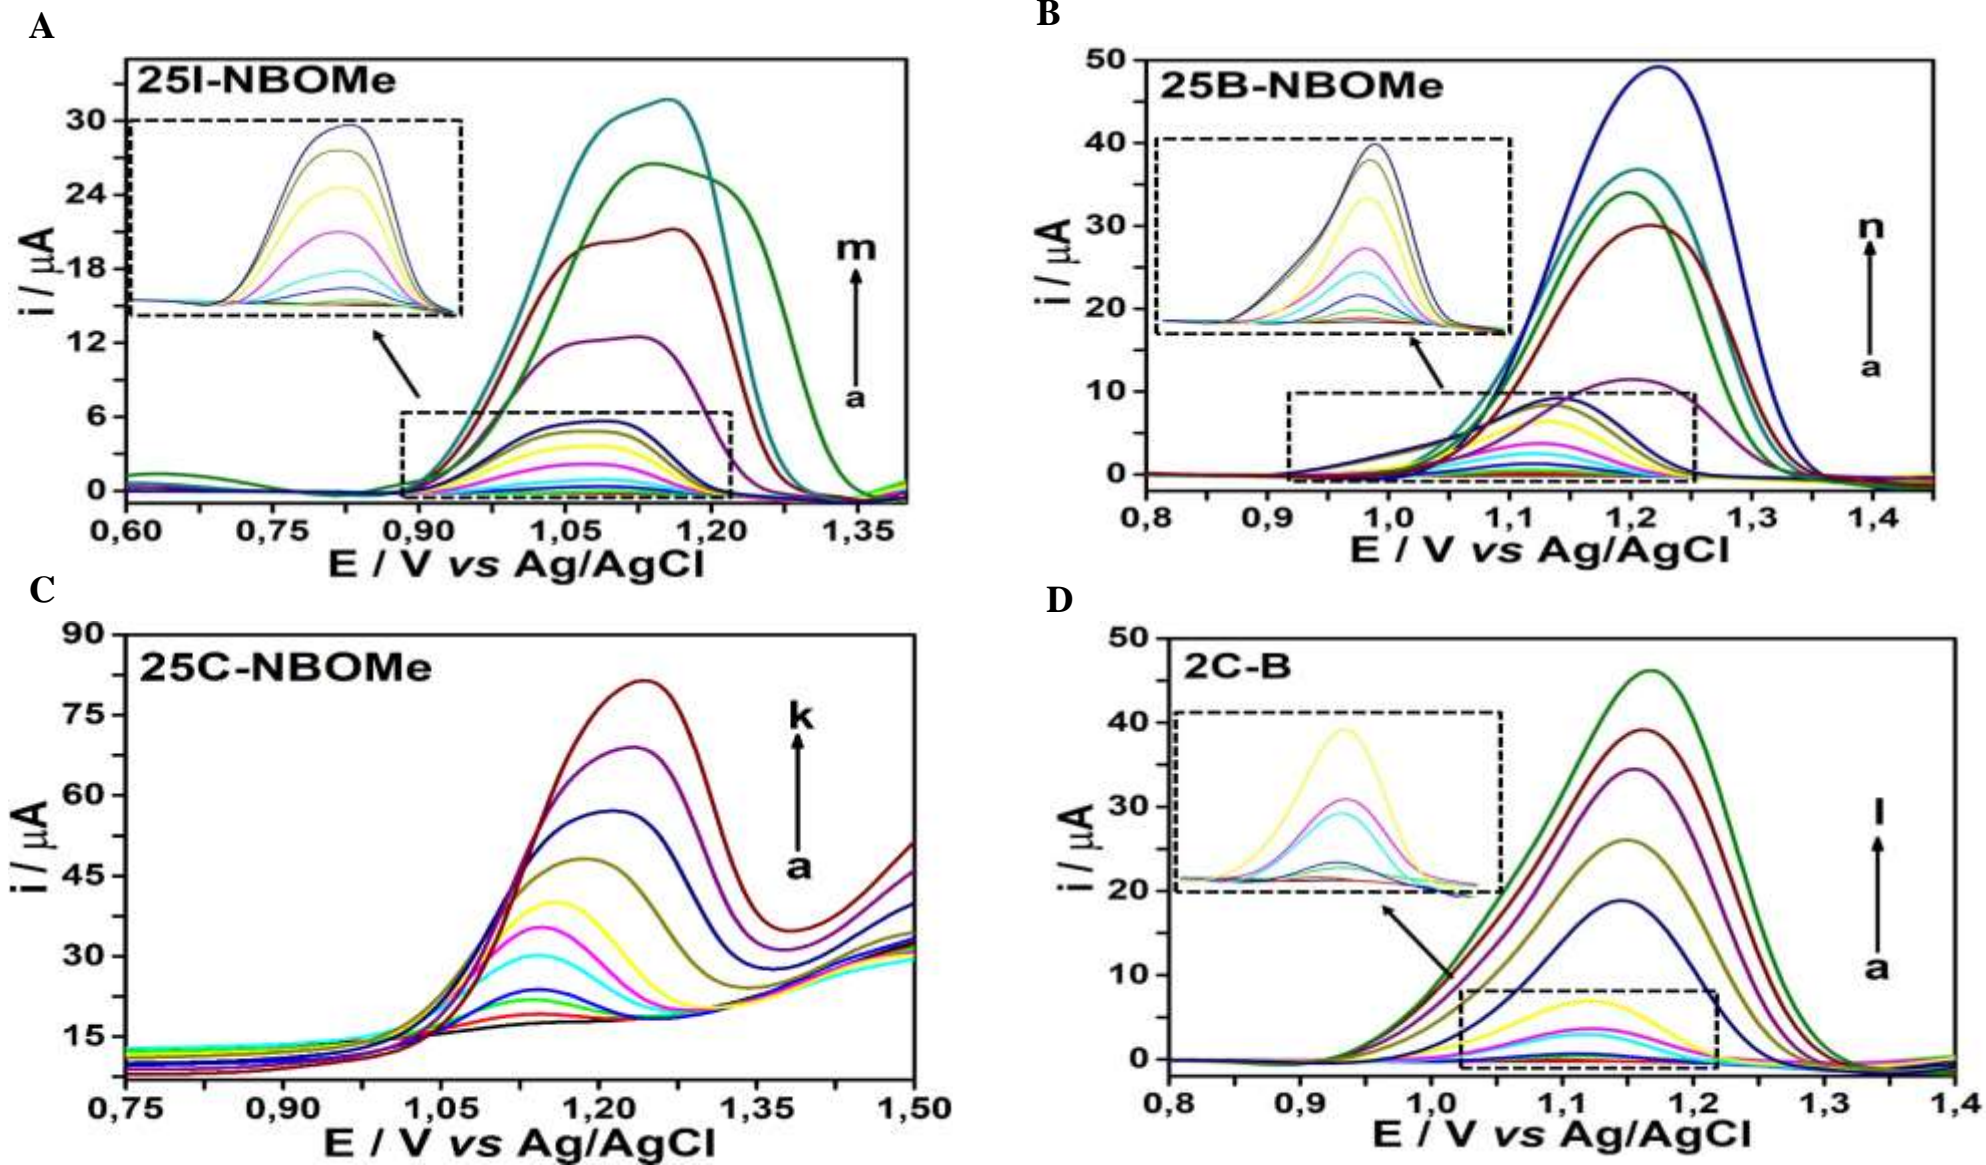 A
25I-NBOMe
30
24
18
12
6
0
i / µA
m
a
0,60 0,75 0,90 1,05 1,20 1,35
E / V vs Ag/AgCl
B
25B-NBOMe
50
40
30
20
10
0
i / µA
n
a
0,8 0,9 1,0 1,1 1,2 1,3 1,4
E / V vs Ag/AgCl
C
25C-NBOMe
90
75
60
45
30
15
i / µA
k
a
0,75 0,90 1,05 1,20 1,35 1,50
E / V vs Ag/AgCl
D
2C-B
50
40
30
20
10
0
i / µA
l
a
0,8 0,9 1,0 1,1 1,2 1,3 1,4
E / V vs Ag/AgCl